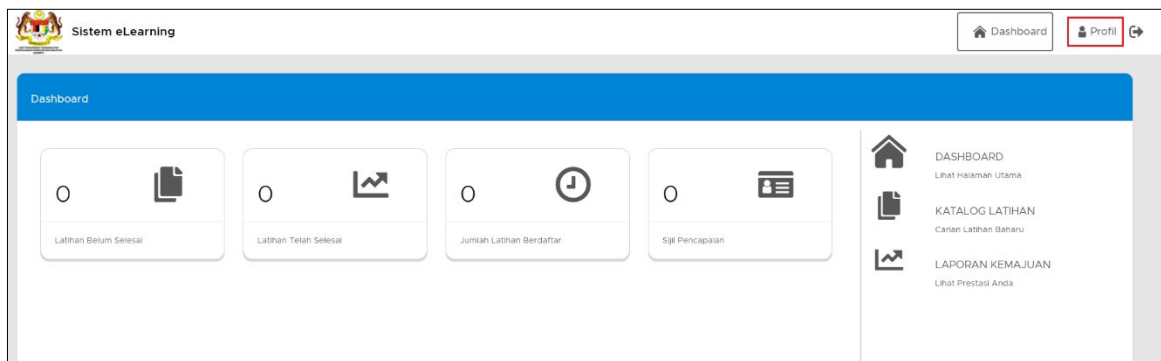 Sistem eLearning
Dashboard
Profil
Dashboard
0
Latihan Belum Selesai
0
Latihan Telah Selesai
0
Jumlah Latihan Berdaftar
0
Sijil Pencapaian
DASHBOARD
Lihat Halaman Utama
KATALOG LATIHAN
Carian Latihan Baharu
LAPORAN KEMAJUAN
Lihat Prestasi Anda